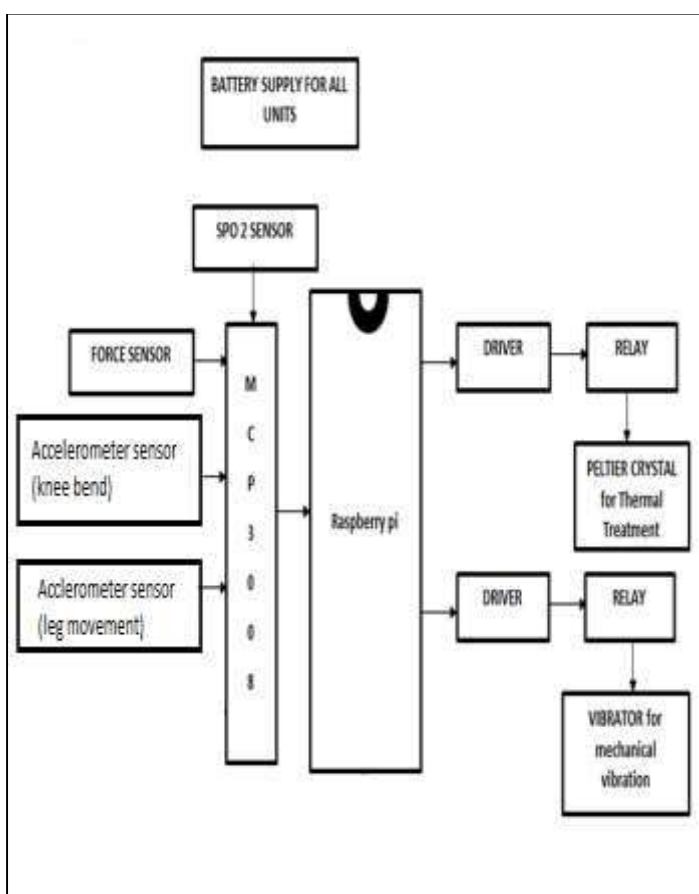 BATTERY SUPPLY FOR ALL
UNITS
SPO 2 SENSOR
FORCE SENSOR
Accelerometer sensor
(knee bend)
Acclerometer sensor
(leg movement)
M
C
P
3
0
0
8
Raspberry pi
DRIVER
RELAY
PELTIER CRYSTAL
for Thermal
Treatment
DRIVER
RELAY
VIBRATOR for
mechanical
vibration